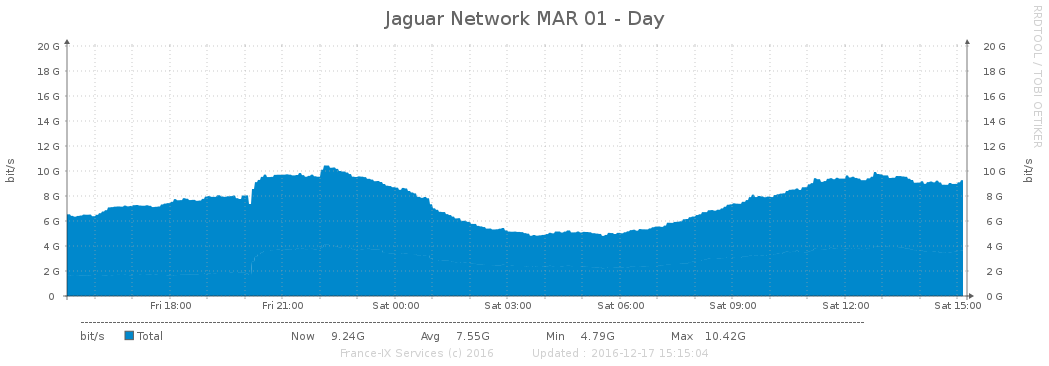 Jaguar Network MAR 01 - Day
RRDTOOL / TOBI OETIKER
bit/s
bit/s
20 G 20 G
18 G 18 G
16 G 16 G
14 G 14 G
12 G 12 G
10 G 10 G
8 G 8 G
6 G 6 G
4 G 4 G
2 G 2 G
0 0 G
Fri 18:00 Fri 21:00 Sat 00:00 Sat 03:00 Sat 06:00 Sat 09:00 Sat 12:00 Sat 15:00
bit/s Total Now 9.24G Avg 7.55G Min 4.79G Max 10.42G
France-IX Services (c) 2016 Updated : 2016-12-17 15:15:04